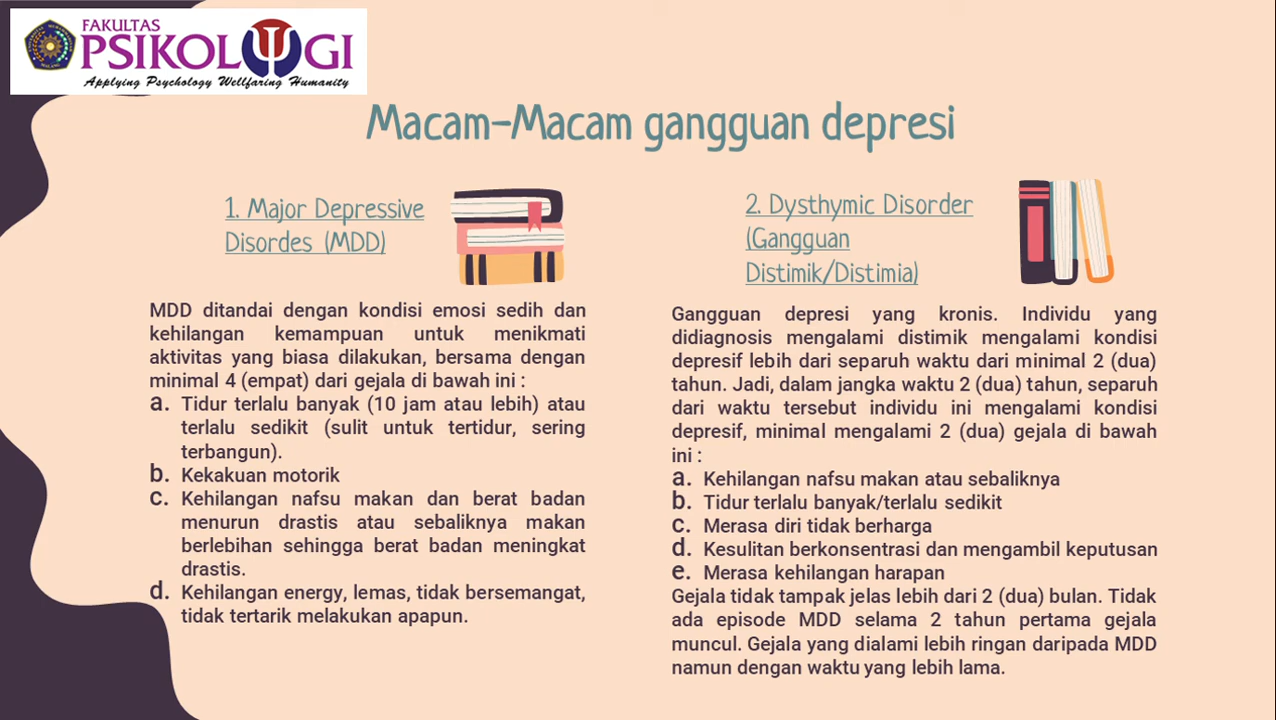 FAKULTAS
PSIKOLOGI
Applying Psychology Wellfaring Humanity
Macam-Macam gangguan depresi
1. Major Depressive
Disordes (MDD)
MDD ditandai dengan kondisi emosi sedih dan
kehilangan kemampuan untuk menikmati
aktivitas yang biasa dilakukan, bersama dengan
minimal 4 (empat) dari gejala di bawah ini :
a. Tidur terlalu banyak (10 jam atau lebih) atau
terlalu sedikit (sulit untuk tertidur, sering
terbangun).
b. Kekakuan motorik
c. Kehilangan nafsu makan dan berat badan
menurun drastis atau sebaliknya makan
berlebihan sehingga berat badan meningkat
drastis.
d. Kehilangan energy, lemas, tidak bersemangat,
tidak tertarik melakukan apapun.
2. Dysthymic Disorder
(Gangguan
Distimik/Distimia)
Gangguan depresi yang kronis. Individu yang
didiagnosis mengalami distimik mengalami kondisi
depresif lebih dari separuh waktu dari minimal 2 (dua)
tahun. Jadi, dalam jangka waktu 2 (dua) tahun, separuh
dari waktu tersebut individu ini mengalami kondisi
depresif, minimal mengalami 2 (dua) gejala di bawah
ini :
a. Kehilangan nafsu makan atau sebaliknya
b. Tidur terlalu banyak/terlalu sedikit
c. Merasa diri tidak berharga
d. Kesulitan berkonsentrasi dan mengambil keputusan
e. Merasa kehilangan harapan
Gejala tidak tampak jelas lebih dari 2 (dua) bulan. Tidak
ada episode MDD selama 2 tahun pertama gejala
muncul. Gejala yang dialami lebih ringan daripada MDD
namun dengan waktu yang lebih lama.